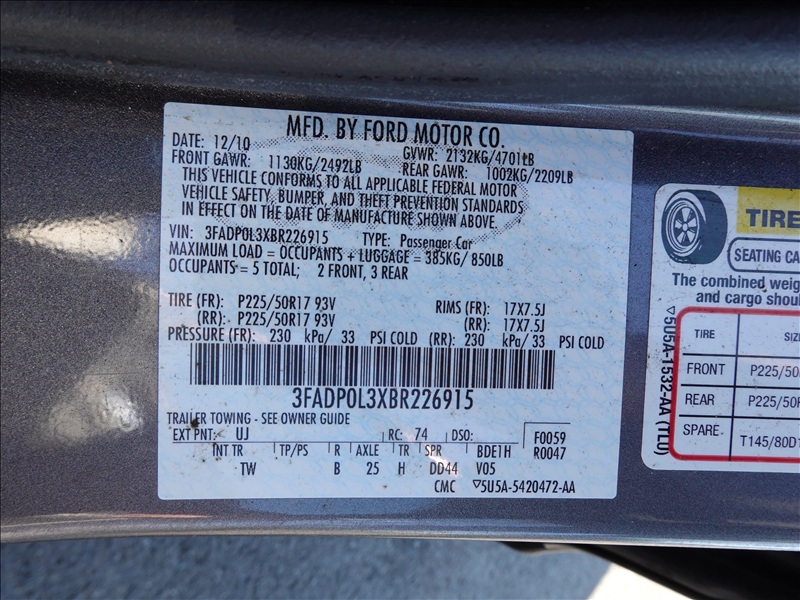 MFD. BY FORD MOTOR CO.
DATE: 12/10 GVWR: 2132KG/4701LB
FRONT GAWR: 1130KG/2492LB REAR GAWR: 1002KG/2209LB
THIS VEHICLE CONFORMS TO ALL APPLICABLE FEDERAL MOTOR
VEHICLE SAFETY, BUMPER, AND THEFT PREVENTION STANDARDS
IN EFFECT ON THE DATE OF MANUFACTURE SHOWN ABOVE.
VIN: 3FADP0L3XBR226915 TYPE: Passenger Car
MAXIMUM LOAD = OCCUPANTS + LUGGAGE = 385KG/ 850LB
OCCUPANTS = 5 TOTAL; 2 FRONT, 3 REAR
TIRE (FR): P225/50R17 93V RIMS (FR): 17X7.5J
(RR): P225/50R17 93V (RR): 17X7.5J
PRESSURE (FR): 230 kPa/ 33 PSI COLD (RR): 230 kPa/ 33 PSI COLD
3FADP0L3XBR226915
TRAILER TOWING - SEE OWNER GUIDE
EXT PNT: UJ RC: 74 DSO: F0059
INT TR TP/PS R AXLE TR SPR BDE1H R0047
TW B 25 H DD44 V05
CMC ▽5U5A-5420472-AA
TIRE
SEATING CA
The combined weig
and cargo shou
TIRE SIZ
FRONT P225/50
REAR P225/50R
SPARE T145/80D1
▽5U5A-1532-AA (TLU)